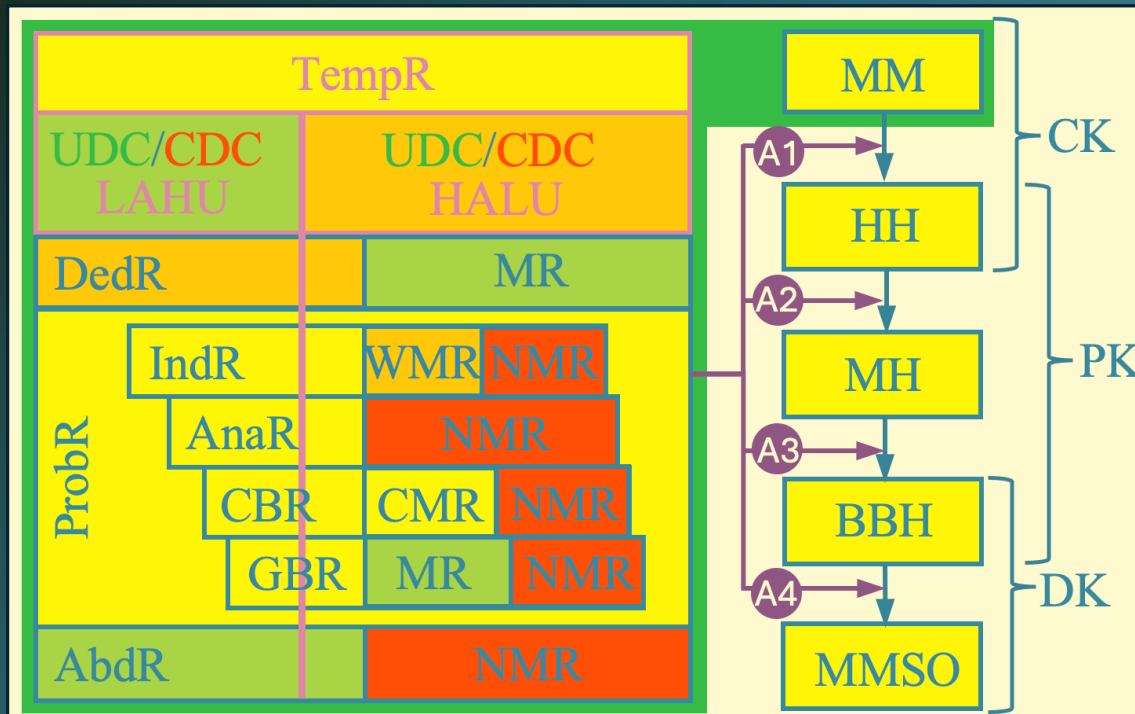 TempR
UDC/CDC
LAHU
UDC/CDC
HALU
DedR
MR
ProbR
IndR
WMR
NMR
AnaR
NMR
CBR
CMR
NMR
GBR
MR
NMR
AbdR
NMR
MM
A1
HH
A2
MH
A3
BBH
A4
MMSO
CK
PK
DK